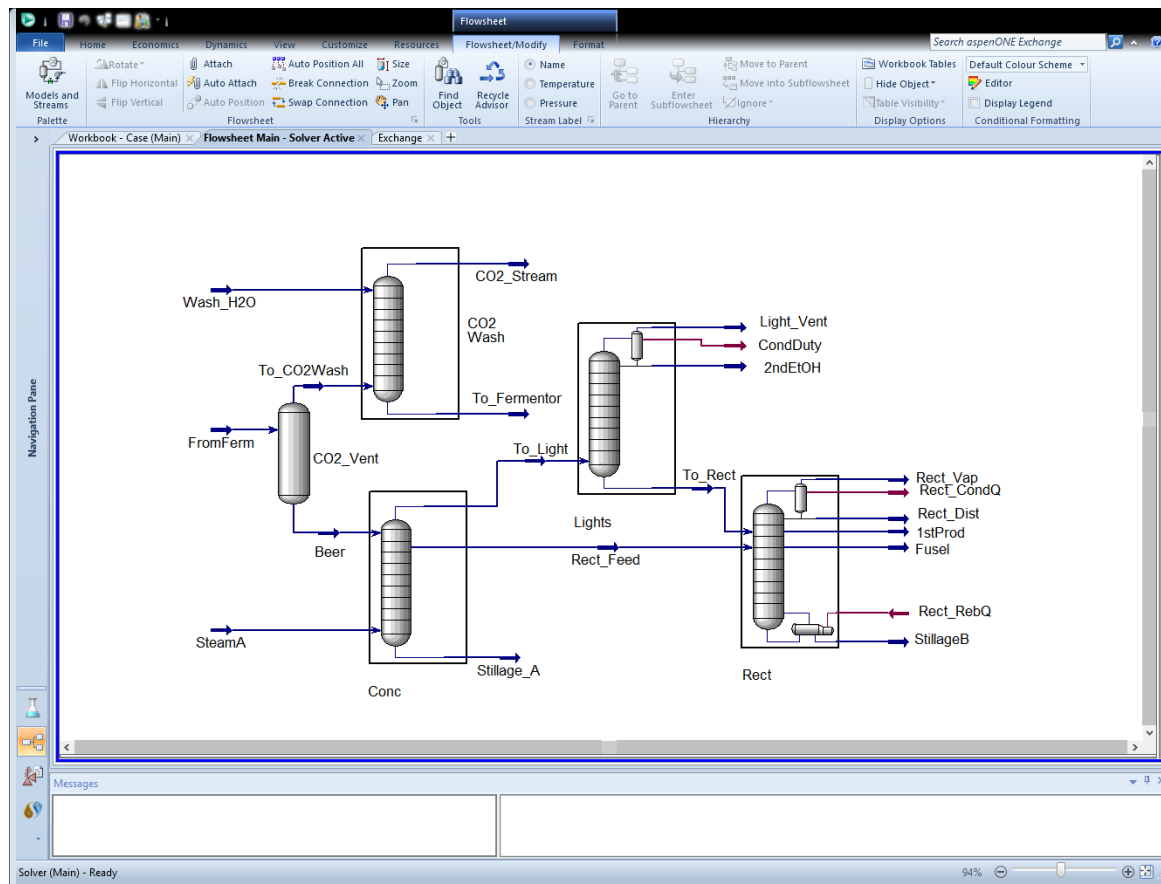 Flowsheet
File Home Economics Dynamics View Customize Resources Flowsheet/Modify Format Search aspenONE Exchange
Models and Streams
Palette
Rotate
Flip Horizontal
Flip Vertical
Attach
Auto Attach
Auto Position
Auto Position All
Break Connection
Swap Connection
Size
Zoom
Pan
Flowsheet
Find Object
Recycle Advisor
Tools
Name
Temperature
Pressure
Stream Label
Go to Parent
Enter Subflowsheet
Move to Parent
Move into Subflowsheet
Ignore
Hierarchy
Workbook Tables
Hide Object
Table Visibility
Display Options
Default Colour Scheme
Editor
Display Legend
Conditional Formatting
Workbook - Case (Main) Flowsheet Main - Solver Active Exchange +
Navigation Pane
CO2_Stream
Wash_H2O
CO2
Wash
Light_Vent
CondDuty
2ndEtOH
To_CO2Wash
To_Fermentor
FromFerm
CO2_Vent
To_Light
To_Rect
Rect_Vap
Rect_CondQ
Rect_Dist
1stProd
Fusel
Lights
Beer
Rect_Feed
Rect_RebQ
SteamA
StillageB
Stillage_A
Rect
Conc
Messages
Solver (Main) - Ready 94%